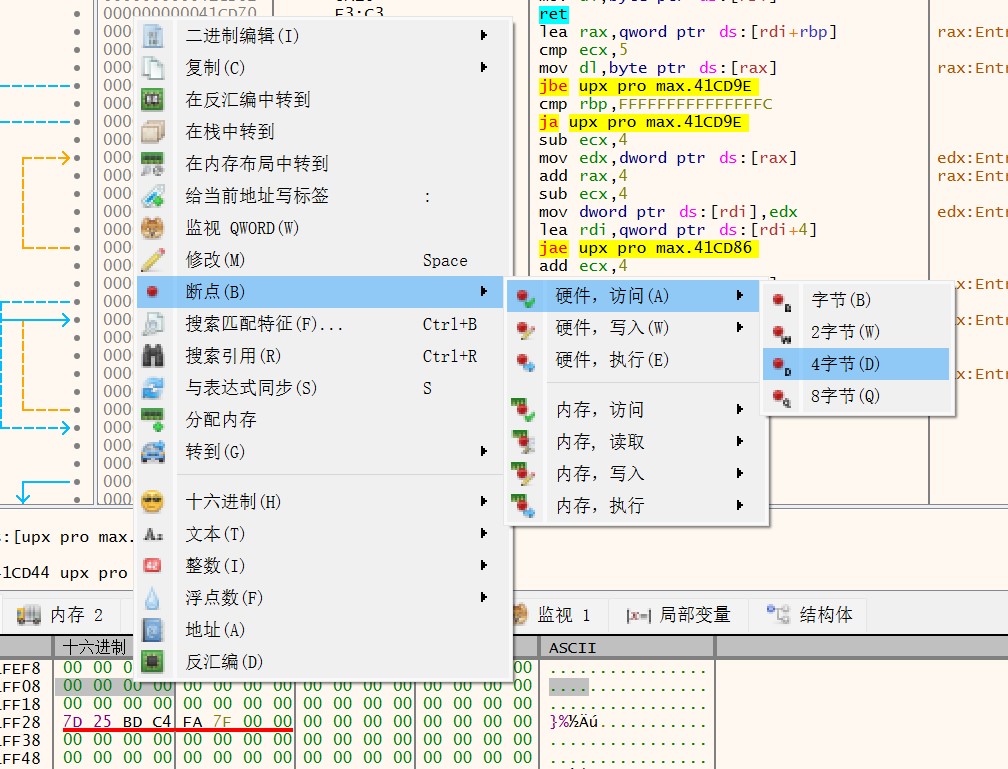 000000000041CD70
F3:C3
ret
lea rax,qword ptr ds:[rdi+rbp]
cmp ecx,5
mov dl,byte ptr ds:[rax]
jbe upx pro max.41CD9E
cmp rbp,FFFFFFFFFFFFFFFC
ja upx pro max.41CD9E
sub ecx,4
mov edx,dword ptr ds:[rax]
add rax,4
sub ecx,4
mov dword ptr ds:[rdi],edx
lea rdi,qword ptr ds:[rdi+4]
jae upx pro max.41CD86
add ecx,4
rax:Entr
rax:Entr
edx:Entr
rax:Entr
edx:Entr
二进制编辑(I)
复制(C)
在反汇编中转到
在栈中转到
在内存布局中转到
给当前地址写标签 :
监视 QWORD(W)
修改(M) Space
断点(B)
搜索匹配特征(F)... Ctrl+B
搜索引用(R) Ctrl+R
与表达式同步(S) S
分配内存
转到(G)
十六进制(H)
文本(T)
整数(I)
浮点数(F)
地址(A)
反汇编(D)
硬件，访问(A)
硬件，写入(W)
硬件，执行(E)
内存，访问
内存, 读取
内存，写入
内存，执行
字节(B)
2字节(W)
4字节(D)
8字节(Q)
:[upx pro max.
1CD44 upx pro
内存 2
监视 1
局部变量
结构体
十六进制
ASCII
FEF8 00 00 00
FF08 00 00 00 00 00 00 00 00 00 00 00 00 00 00 00 00 ................
FF18 00 00 00 00 00 00 00 00 00 00 00 00 00 00 00 00 ................
FF28 7D 25 BD C4 FA 7F 00 00 00 00 00 00 00 00 00 00 }%½Äú...........
FF38 00 00 00 00 00 00 00 00 00 00 00 00 00 00 00 00 ................
FF48 00 00 00 00 00 00 00 00 00 00 00 00 00 00 00 00 ................